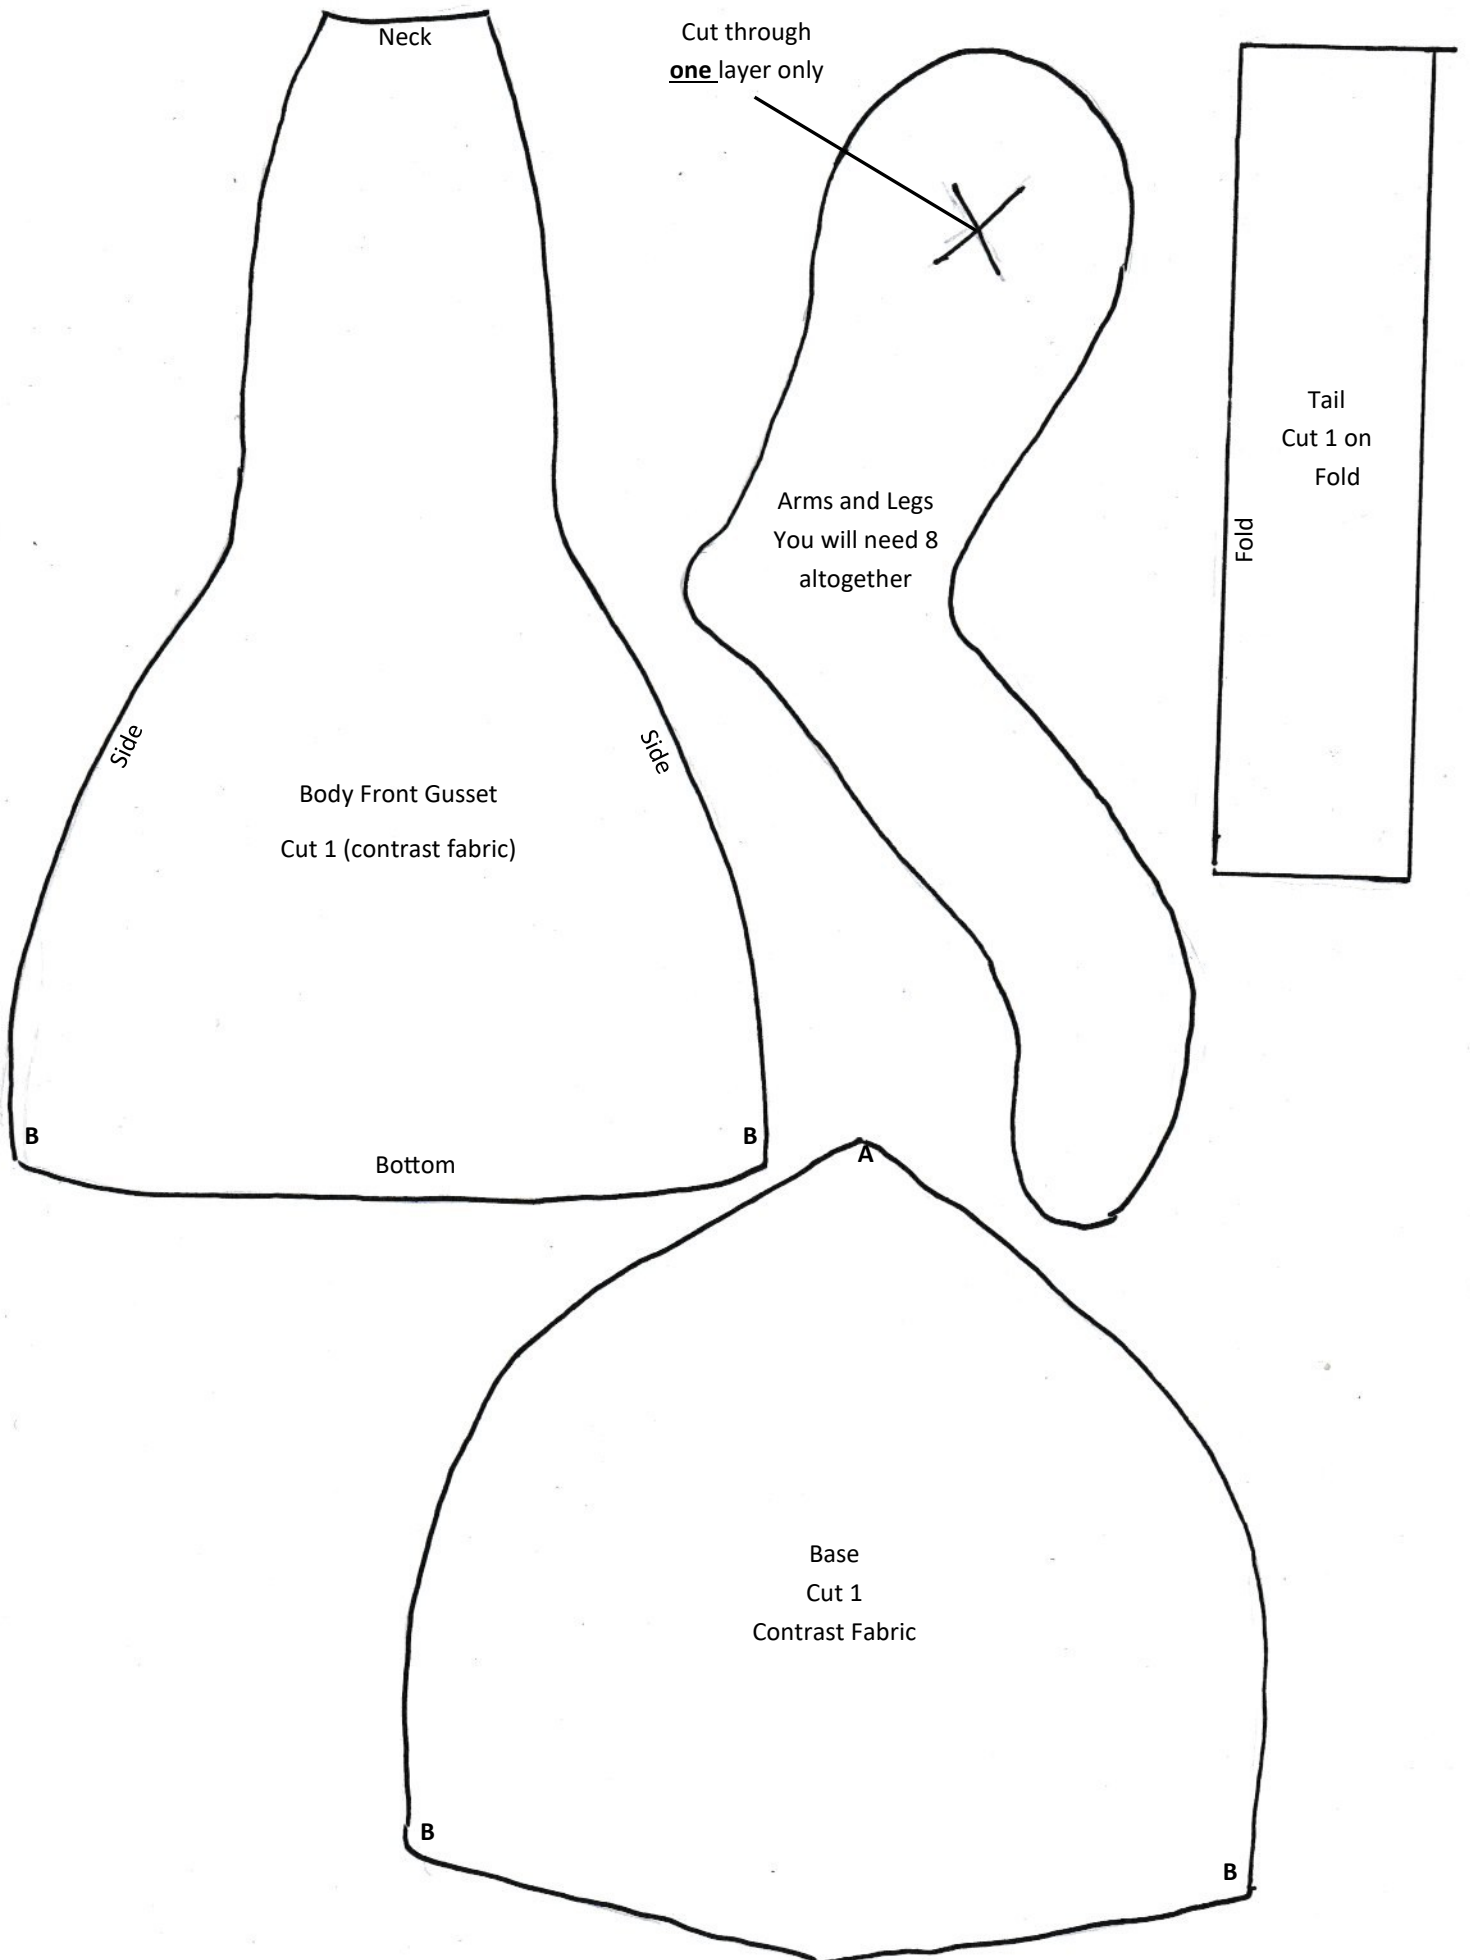 Neck
Cut through
one layer only
Tail
Cut 1 on
Fold
Fold
Arms and Legs
You will need 8
altogether
Side
Side
Body Front Gusset
Cut 1 (contrast fabric)
B
B
Bottom
A
Base
Cut 1
Contrast Fabric
B
B